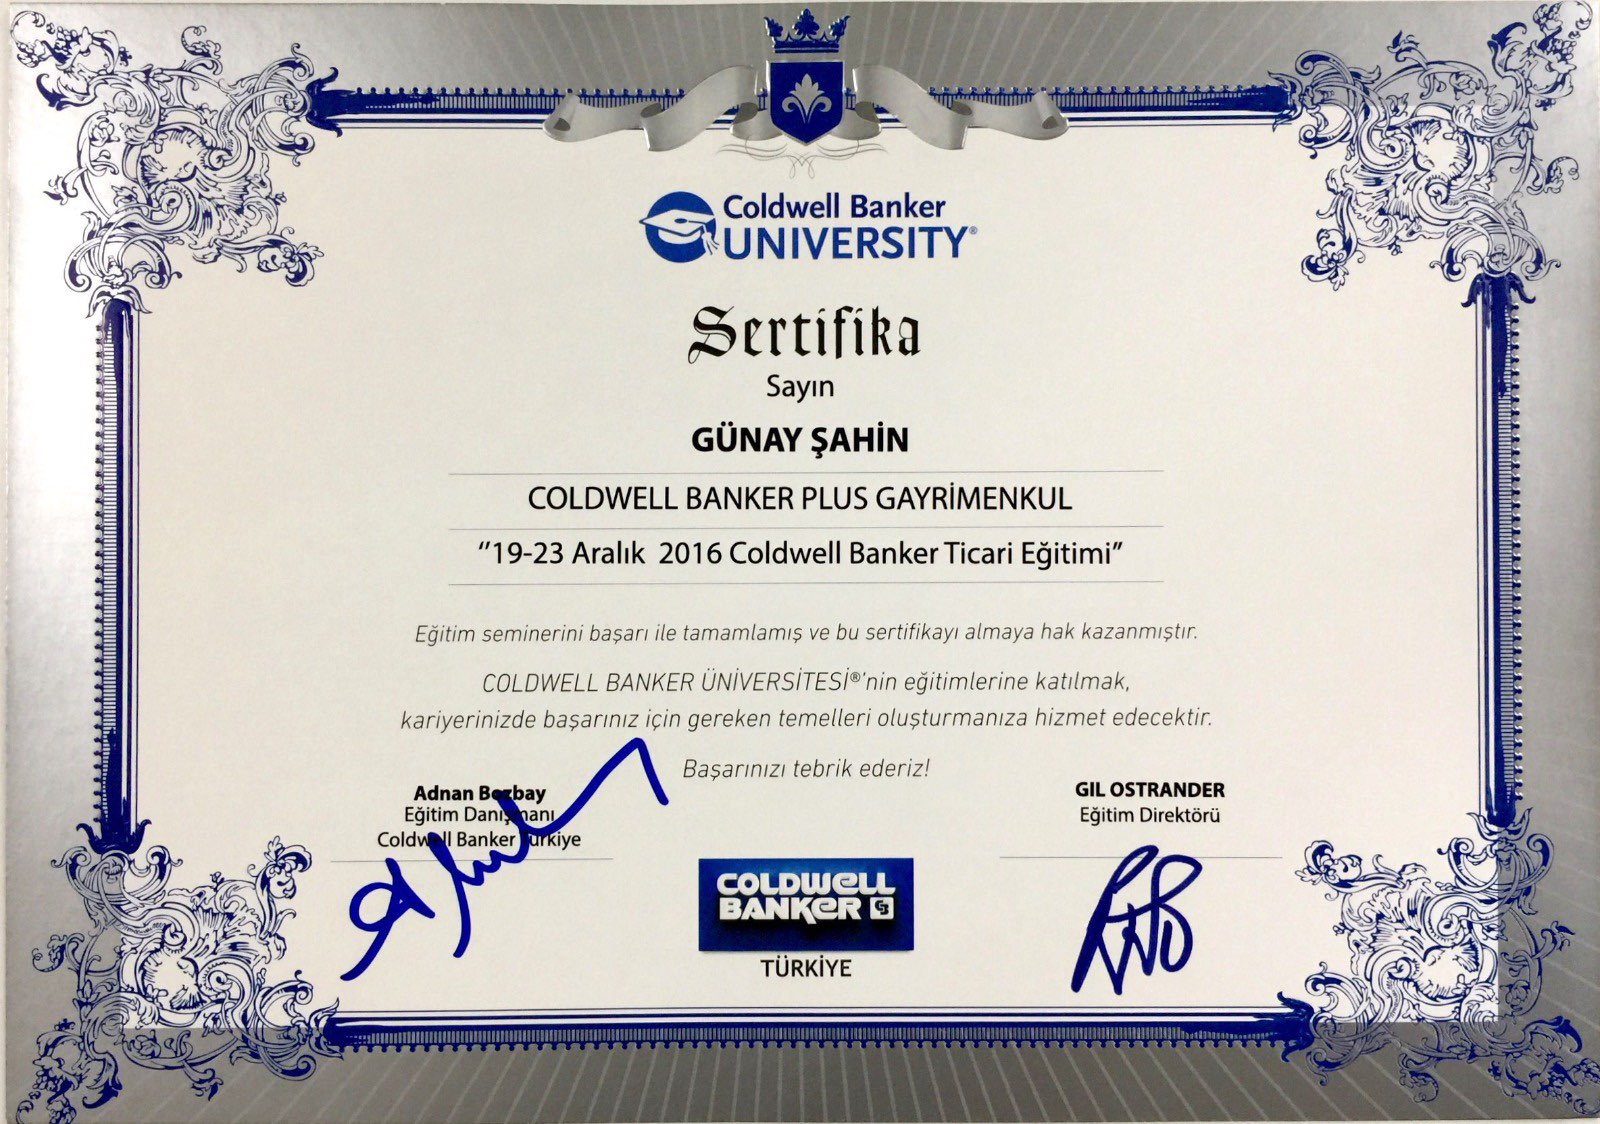 Coldwell Banker
UNIVERSITY®
Sertifika
Sayın
GÜNAY ŞAHİN
COLDWELL BANKER PLUS GAYRİMENKUL
‘’19-23 Aralık 2016 Coldwell Banker Ticari Eğitimi’’
Eğitim seminerini başarı ile tamamlamış ve bu sertifikayı almaya hak kazanmıştır.
COLDWELL BANKER ÜNİVERSİTESİ®'nin eğitimlerine katılmak,
kariyerinizde başarınız için gereken temelleri oluşturmanıza hizmet edecektir.
Başarınızı tebrik ederiz!
Adnan Bozbay
Eğitim Danışmanı
Coldwell Banker Türkiye
GIL OSTRANDER
Eğitim Direktörü
COLDWELL
BANKER CB
TÜRKİYE